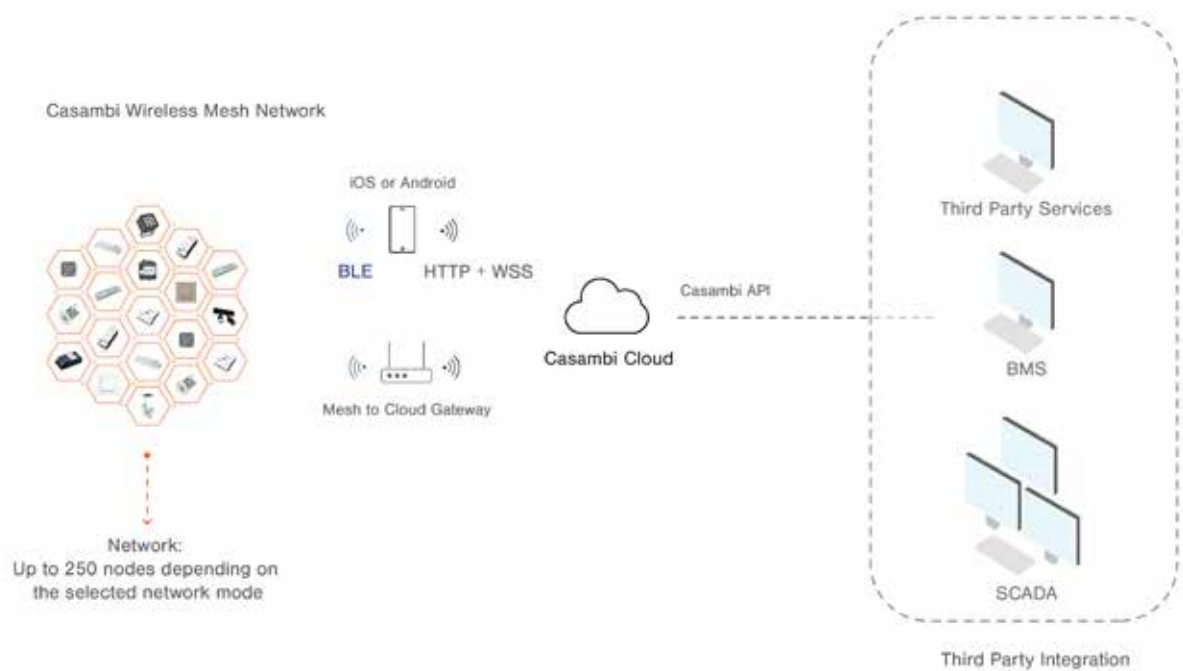 Casambi Wireless Mesh Network
iOS or Android
BLE
HTTP + WSS
Mesh to Cloud Gateway
Casambi Cloud
Casambi API
Third Party Services
BMS
SCADA
Third Party Integration
Network:
Up to 250 nodes depending on
the selected network mode